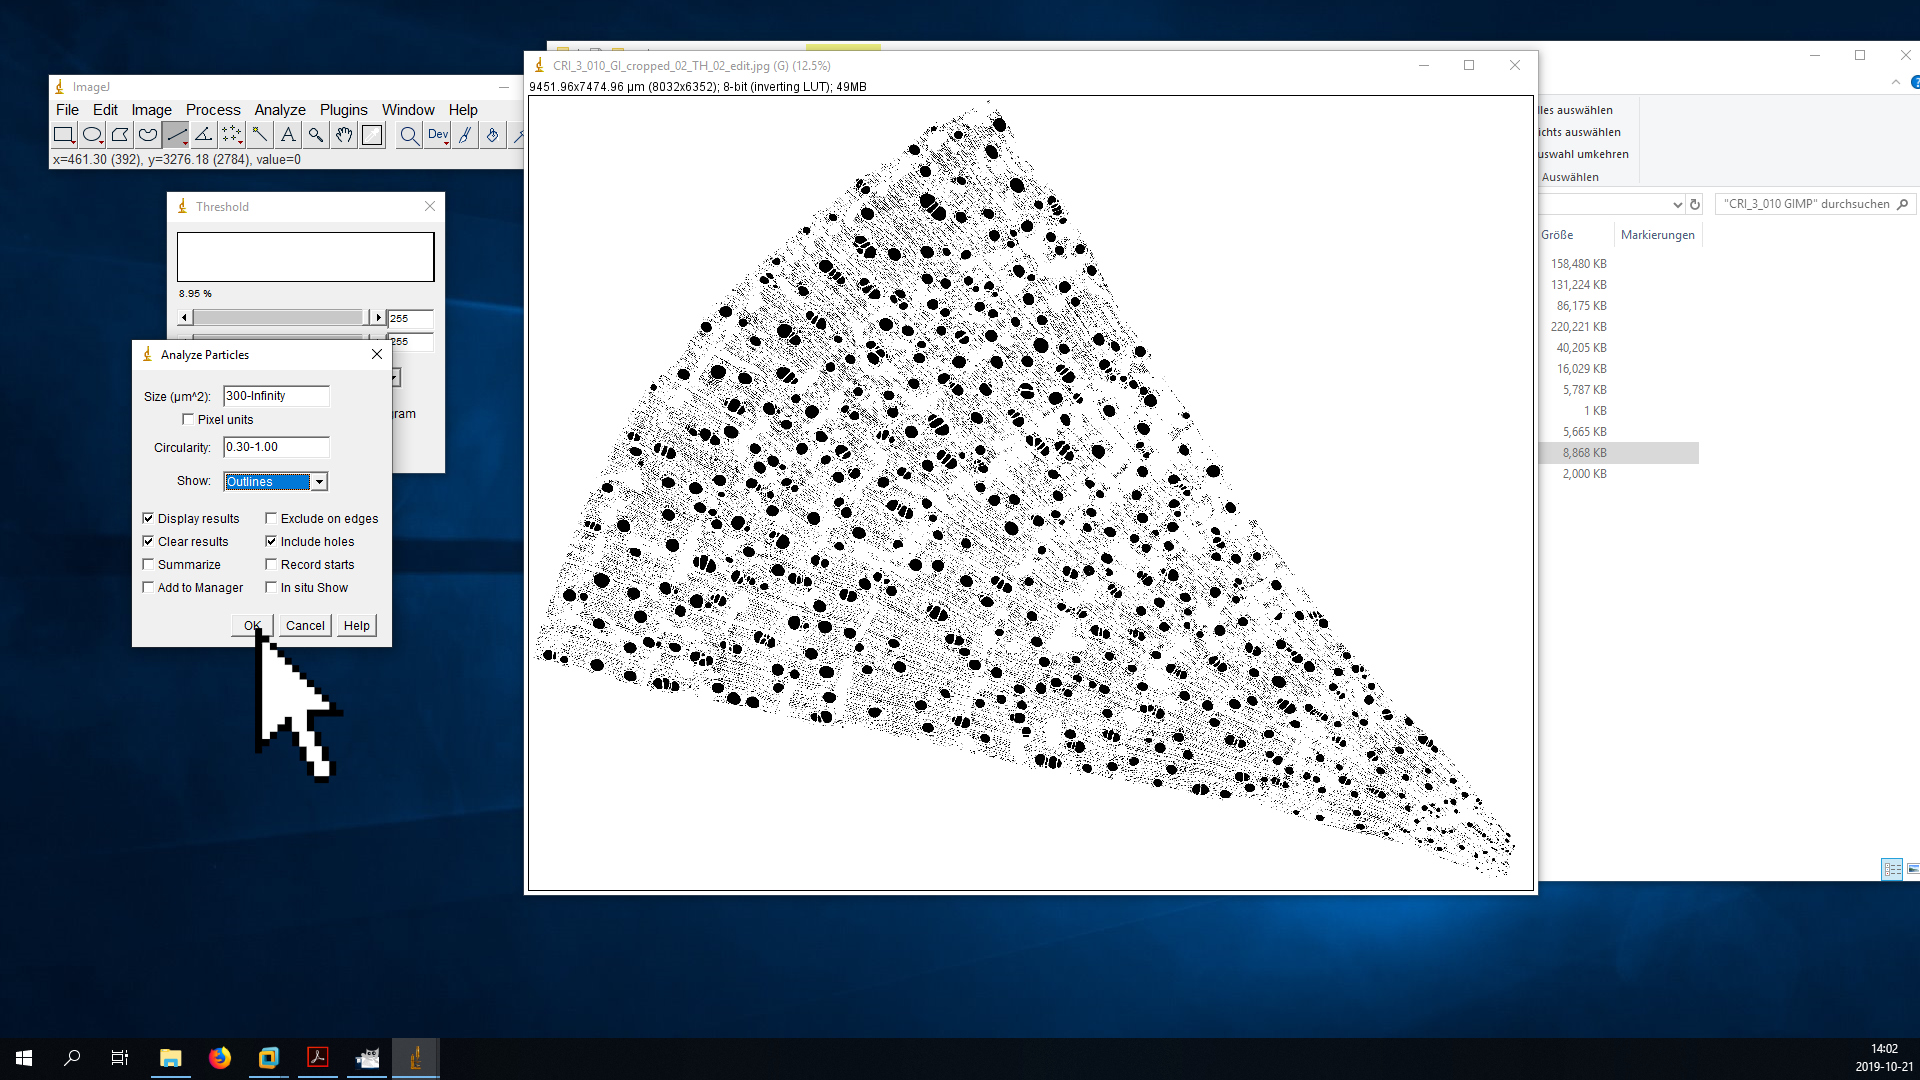 ImageJ
File Edit Image Process Analyze Plugins Window Help
Dev
x=461.30 (392), y=3276.18 (2784), value=0
Threshold
8.95 %
255
255
gram
Analyze Particles
Size (µm^2): 300-Infinity
Pixel units
Circularity: 0.30-1.00
Show: Outlines
Display results Exclude on edges
Clear results Include holes
Summarize Record starts
Add to Manager In situ Show
OK Cancel Help
CRI_3_010_GI_cropped_02_TH_02_edit.jpg (G) (12.5%)
9451.96x7474.96 µm (8032x6352); 8-bit (inverting LUT); 49MB
lles auswählen
ichts auswählen
uswahl umkehren
Auswählen
"CRI_3_010 GIMP" durchsuchen
Größe Markierungen
158,480 KB
131,224 KB
86,175 KB
220,221 KB
40,205 KB
16,029 KB
5,787 KB
1 KB
5,665 KB
8,868 KB
2,000 KB
14:02
2019-10-21